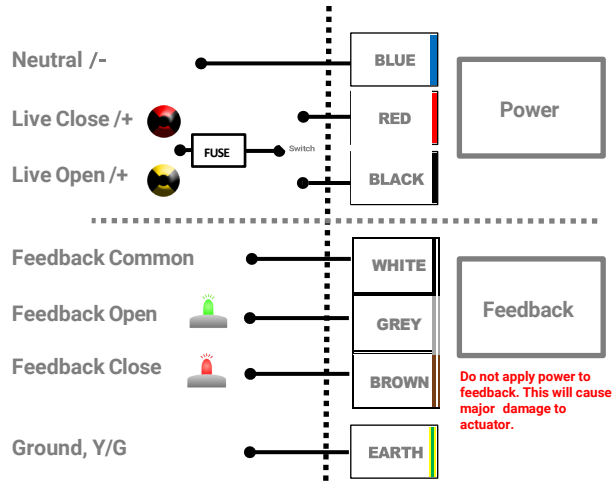 Neutral /-
BLUE
Live Close /+
RED
Power
FUSE
Switch
Live Open /+
BLACK
Feedback Common
WHITE
Feedback Open
GREY
Feedback
Feedback Close
BROWN
Do not apply power to
feedback. This will cause
major damage to
actuator.
Ground, Y/G
EARTH